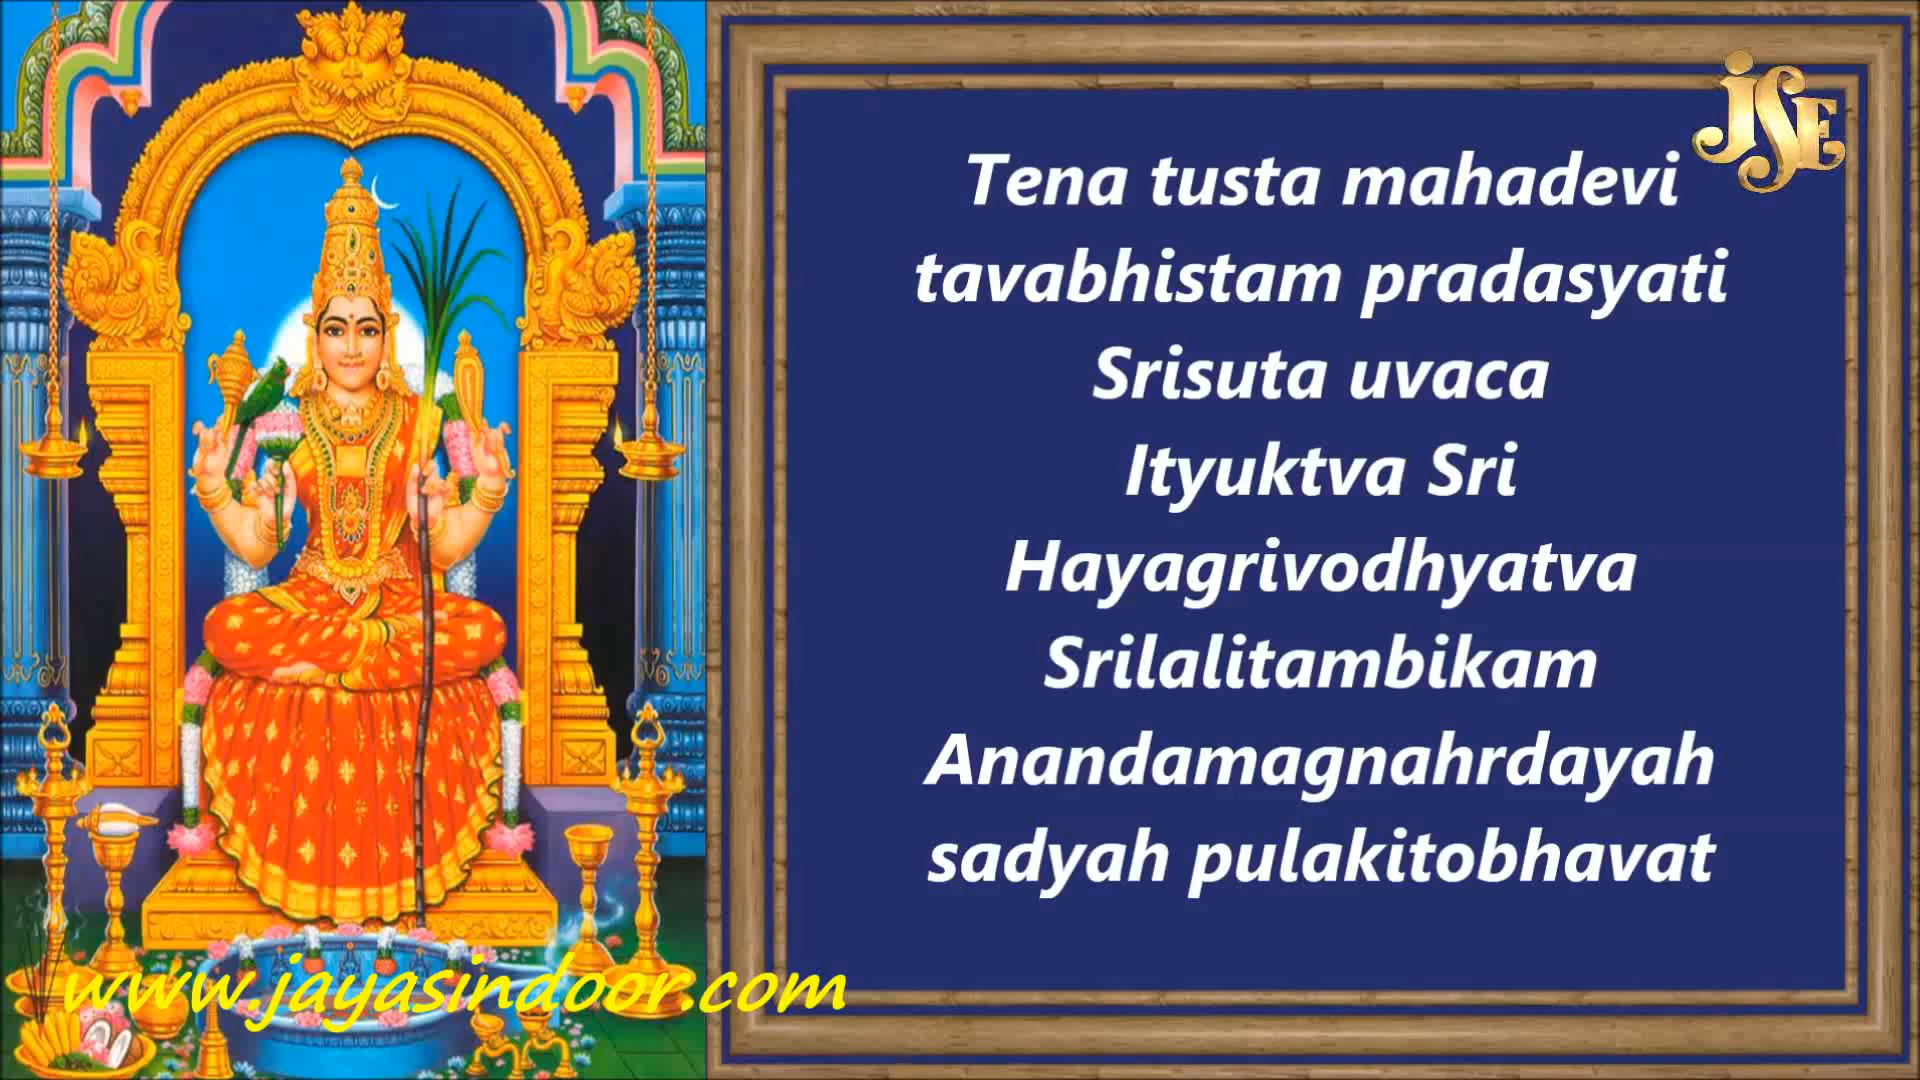 JSE
Tena tusta mahadevi
tavabhistam pradasyati
Srisuta uvaca
Ityuktva Sri
Hayagrivodhyatva
Srilalitambikam
Anandamagnahrdayah
sadyah pulakitobhavat
www.jayasindoor.com